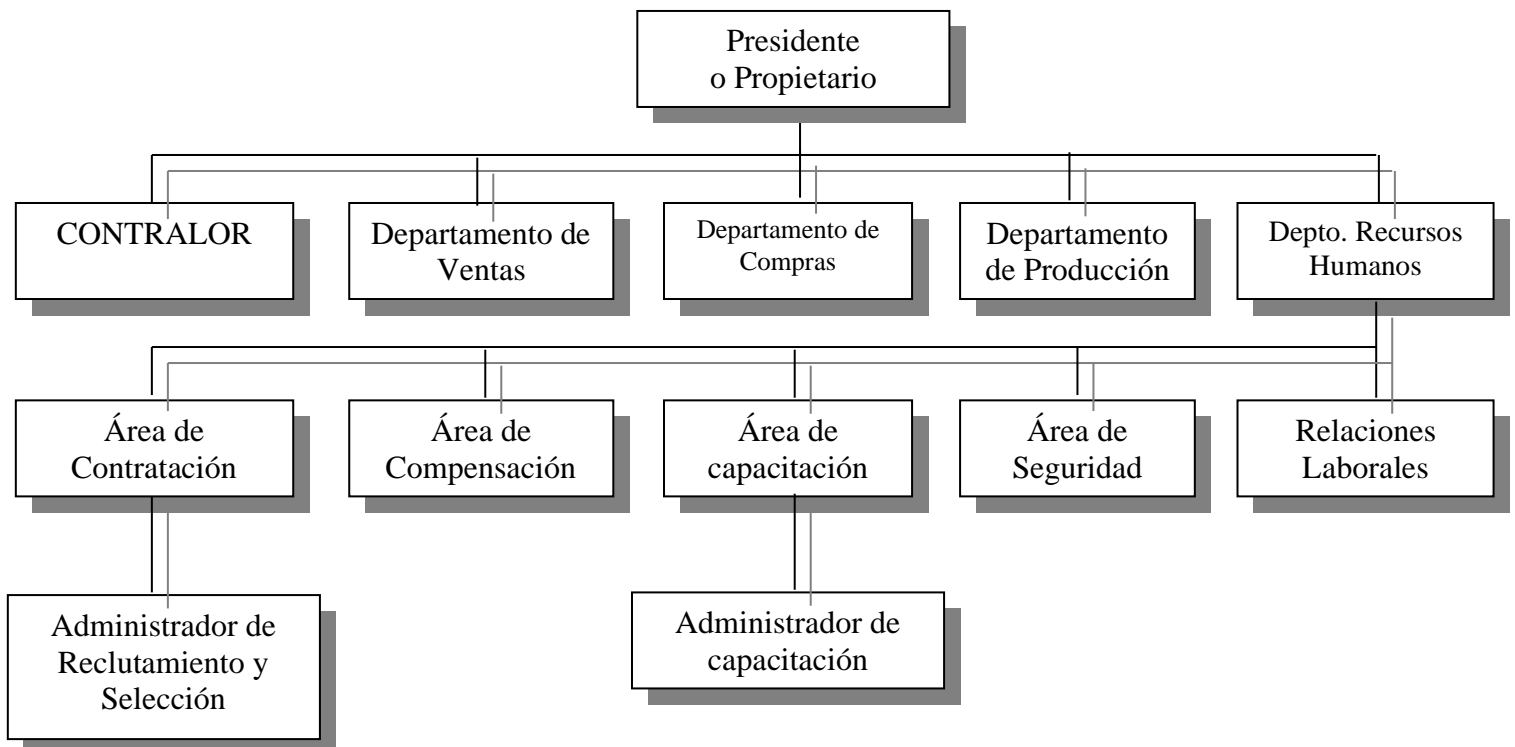 Presidente
o Propietario
CONTRALOR
Departamento de
Ventas
Departamento de
Compras
Departamento
de Producción
Depto. Recursos
Humanos
Área de
Contratación
Área de
Compensación
Área de
capacitación
Área de
Seguridad
Relaciones
Laborales
Administrador de
Reclutamiento y
Selección
Administrador de
capacitación